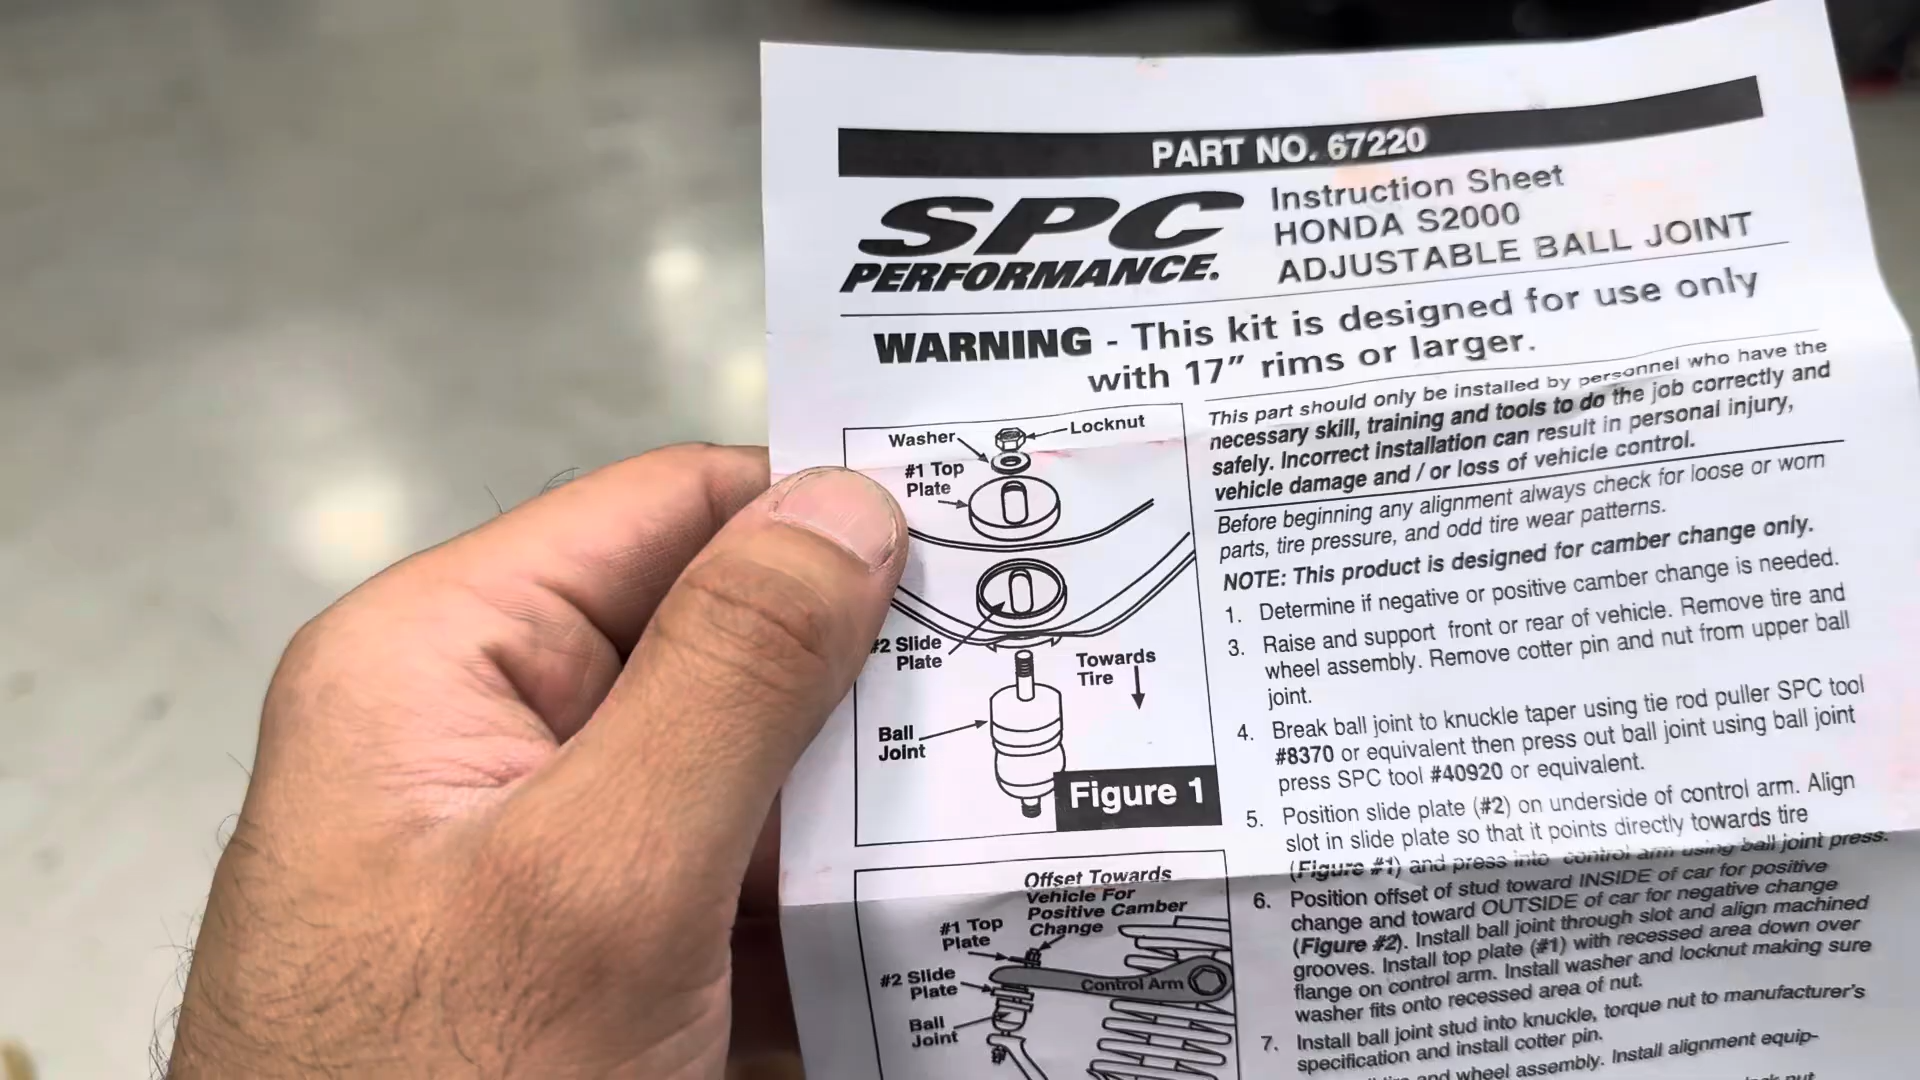 PART NO. 67220
SPC
PERFORMANCE.
Instruction Sheet
HONDA S2000
ADJUSTABLE BALL JOINT
WARNING - This kit is designed for use only
with 17" rims or larger.
Washer
Locknut
#1 Top
Plate
#2 Slide
Plate
Towards
Tire
Ball
Joint
Figure 1
This part should only be installed by personnel who have the
necessary skill, training and tools to do the job correctly and
safely. Incorrect installation can result in personal injury,
vehicle damage and / or loss of vehicle control.
Before beginning any alignment always check for loose or worn
parts, tire pressure, and odd tire wear patterns.
NOTE: This product is designed for camber change only.
1. Determine if negative or positive camber change is needed.
3. Raise and support front or rear of vehicle. Remove tire and
wheel assembly. Remove cotter pin and nut from upper ball
joint.
4. Break ball joint to knuckle taper using tie rod puller SPC tool
#8370 or equivalent then press out ball joint using ball joint
press SPC tool #40920 or equivalent.
5. Position slide plate (#2) on underside of control arm. Align
slot in slide plate so that it points directly towards tire
(Figure #1) and press into control arm using ball joint press.
6. Position offset of stud toward INSIDE of car for positive
change and toward OUTSIDE of car for negative change
(Figure #2). Install ball joint through slot and align machined
grooves. Install top plate (#1) with recessed area down over
flange on control arm. Install washer and locknut making sure
washer fits onto recessed area of nut.
7. Install ball joint stud into knuckle, torque nut to manufacturer's
specification and install cotter pin.
and wheel assembly. Install alignment equip-
nut
Offset Towards
Vehicle For
Positive Camber
Change
#1 Top
Plate
#2 Slide
Plate
Control Arm
Ball
Joint